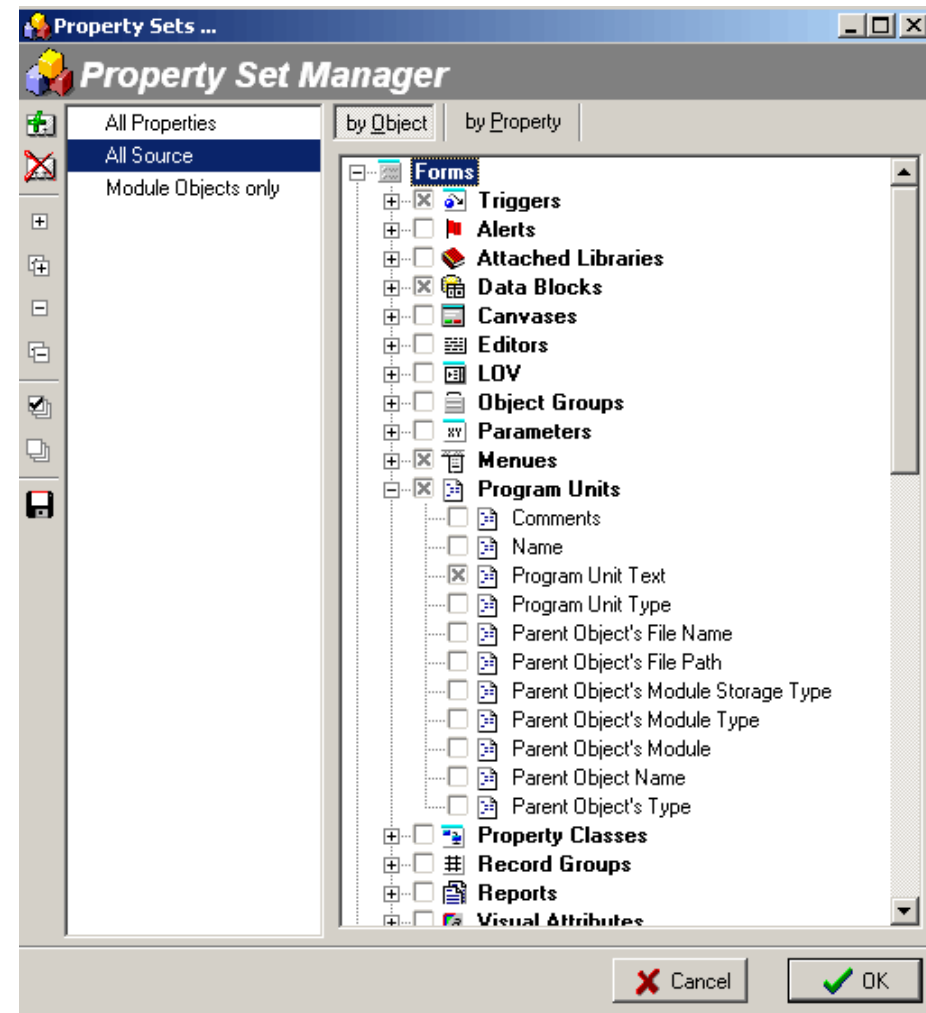 Property Sets ...
Property Set Manager
All Properties
All Source
Module Objects only
by Object
by Property
Forms
Triggers
Alerts
Attached Libraries
Data Blocks
Canvases
Editors
LOV
Object Groups
XY Parameters
Menues
Program Units
Comments
Name
Program Unit Text
Program Unit Type
Parent Object's File Name
Parent Object's File Path
Parent Object's Module Storage Type
Parent Object's Module Type
Parent Object's Module
Parent Object Name
Parent Object's Type
Property Classes
Record Groups
Reports
Visual Attributes
Cancel
OK